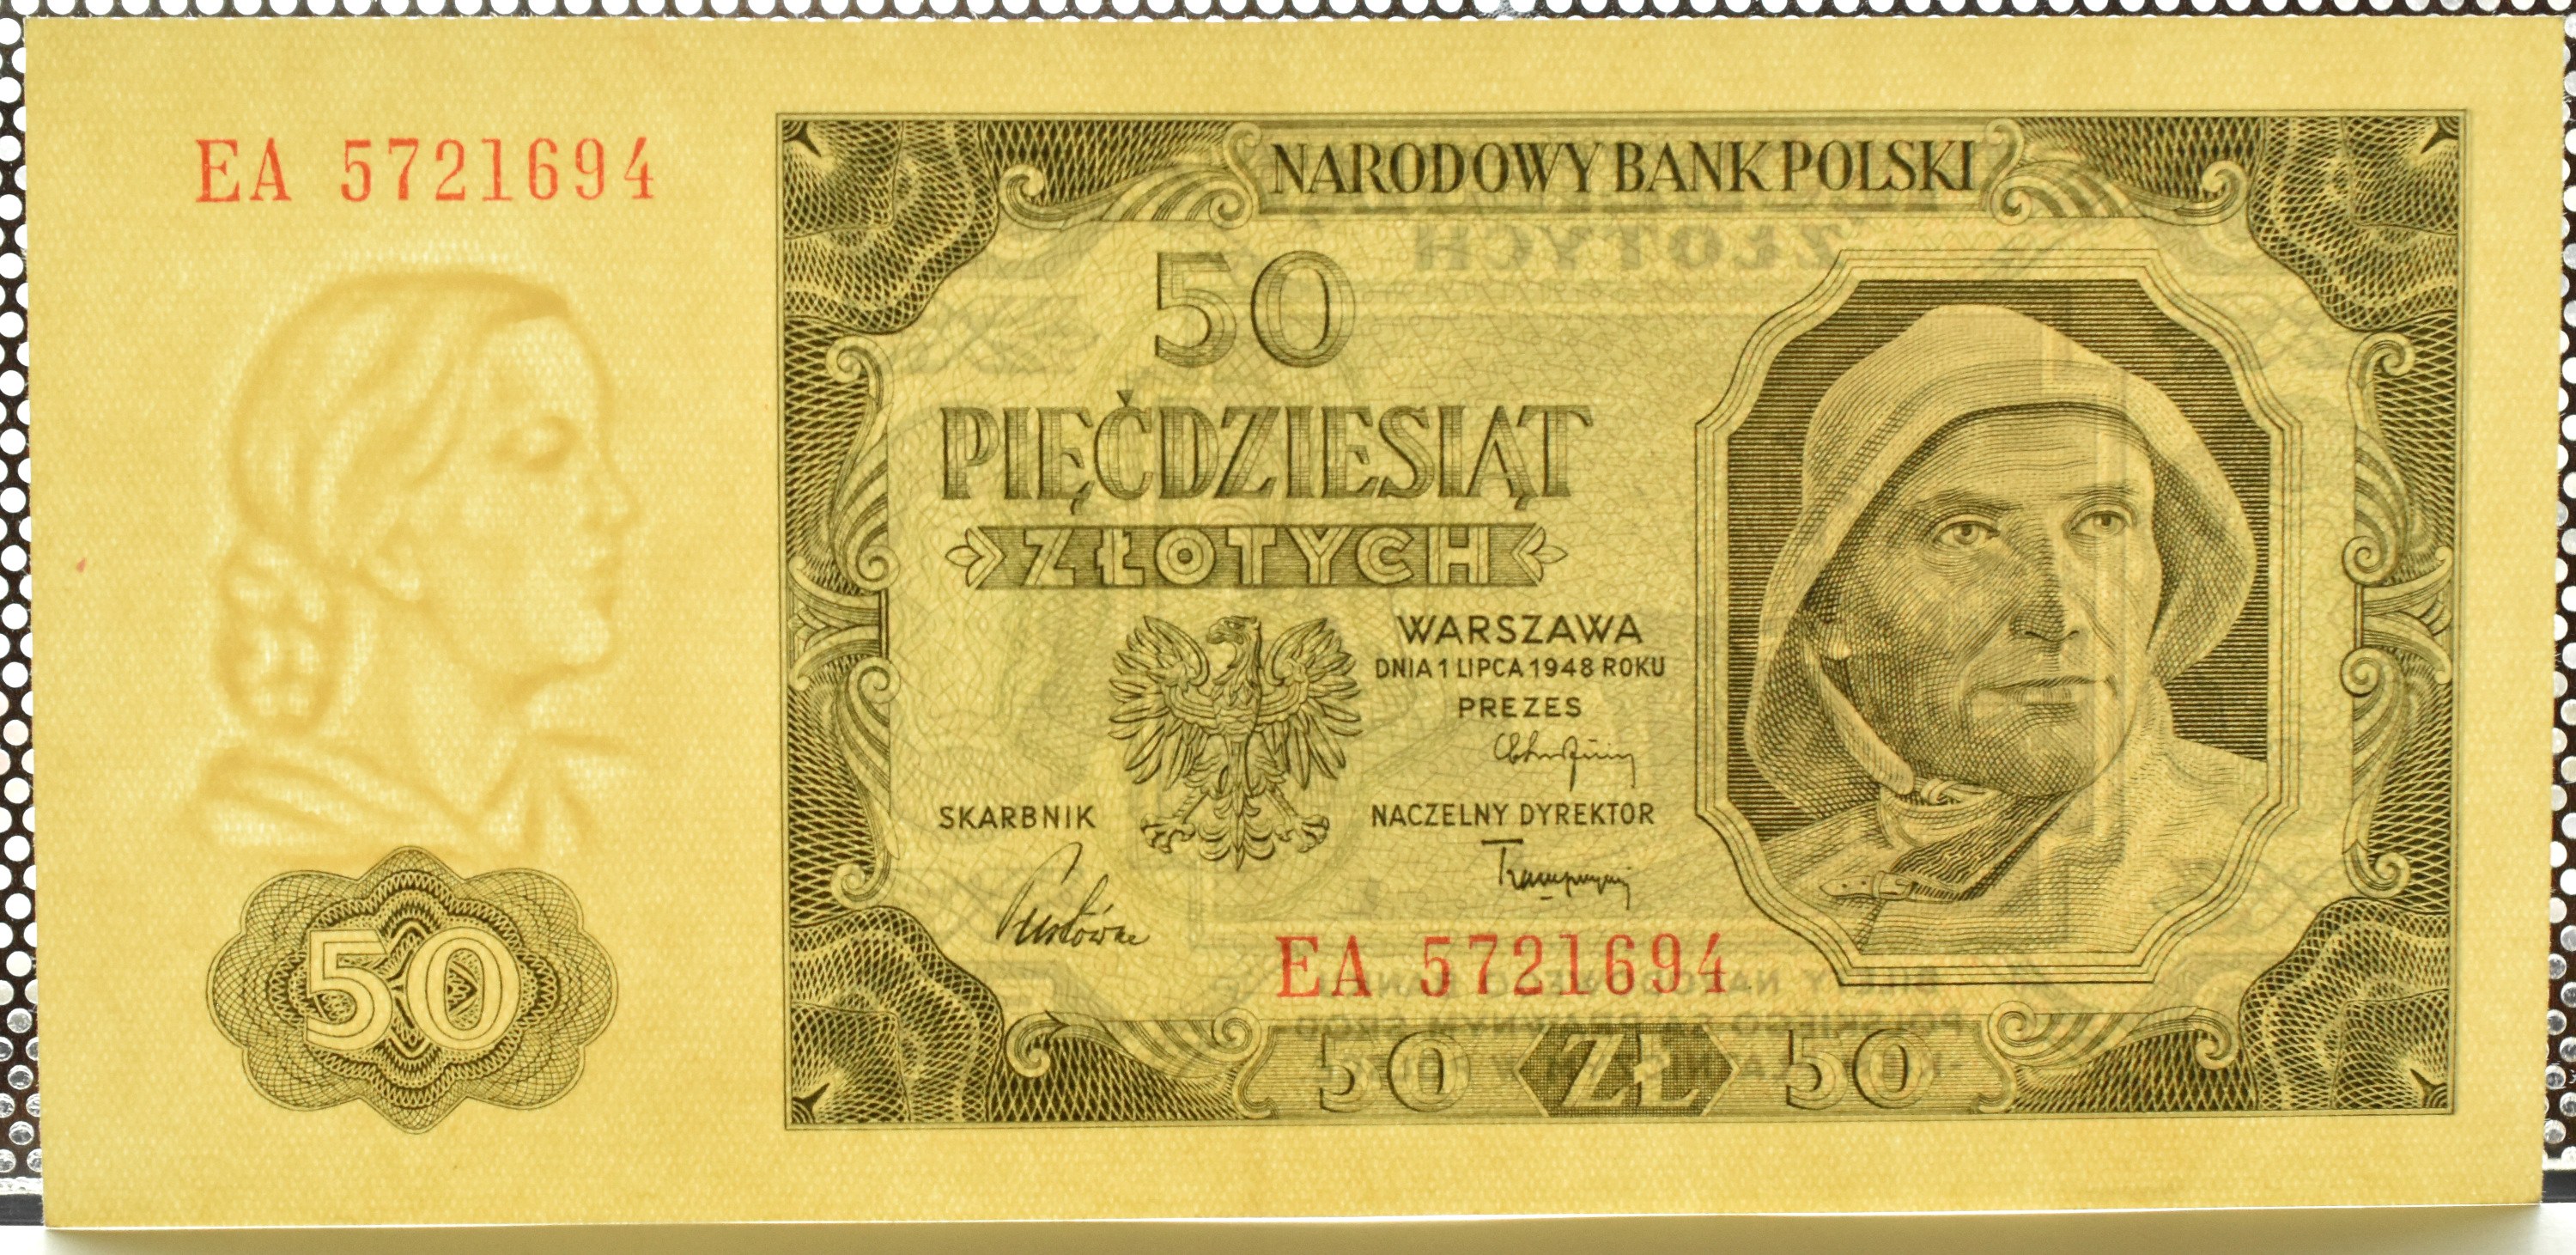 EA 5721694
NARODOWY BANK POLSKI
ZŁOTYCH
50
PIĘĆDZIESIĄT
ZŁOTYCH
WARSZAWA
DNIA 1 LIPCA 1948 ROKU
PREZES
SKARBNIK
NACZELNY DYREKTOR
50
EA 5721694
50 ZŁ 50